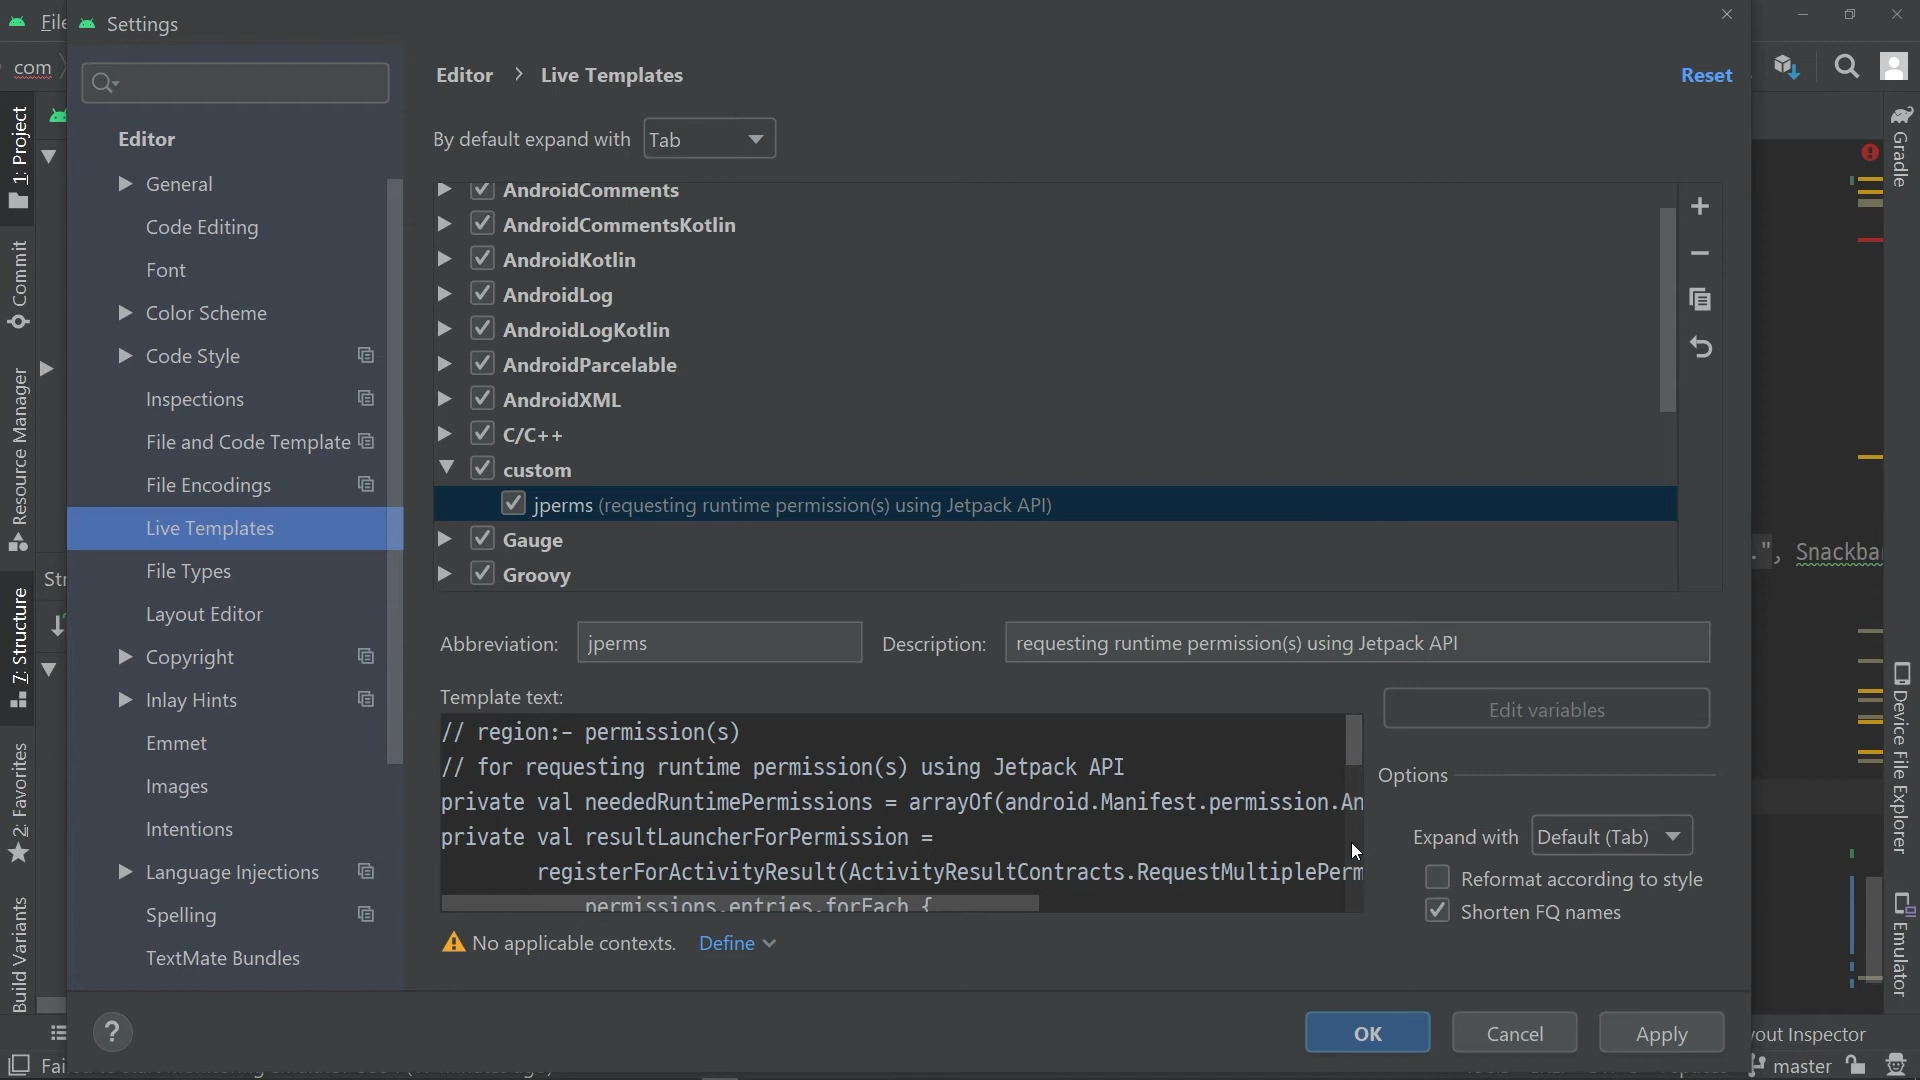 File
Settings
com
Editor > Live Templates
Reset
By default expand with Tab
Editor
General
Code Editing
Font
Color Scheme
Code Style
Inspections
File and Code Template
File Encodings
Live Templates
File Types
Layout Editor
Copyright
Inlay Hints
Emmet
Images
Intentions
Language Injections
Spelling
TextMate Bundles
AndroidComments
AndroidCommentsKotlin
AndroidKotlin
AndroidLog
AndroidLogKotlin
AndroidParcelable
AndroidXML
C/C++
custom
jperms (requesting runtime permission(s) using Jetpack API)
Gauge
Groovy
Abbreviation: jperms Description: requesting runtime permission(s) using Jetpack API
Template text:
// region:- permission(s)
// for requesting runtime permission(s) using Jetpack API
private val neededRuntimePermissions = arrayOf(android.Manifest.permission.An
private val resultLauncherForPermission =
registerForActivityResult(ActivityResultContracts.RequestMultiplePerm
permissions.entries.forEach {
Edit variables
Options
Expand with Default (Tab)
Reformat according to style
Shorten FQ names
No applicable contexts. Define
?
OK
Cancel
Apply
1: Project
Commit
Resource Manager
7: Structure
2: Favorites
Build Variants
Str
Gradle
Device File Explorer
Emulator
.", Snackba
yout Inspector
Fai
master